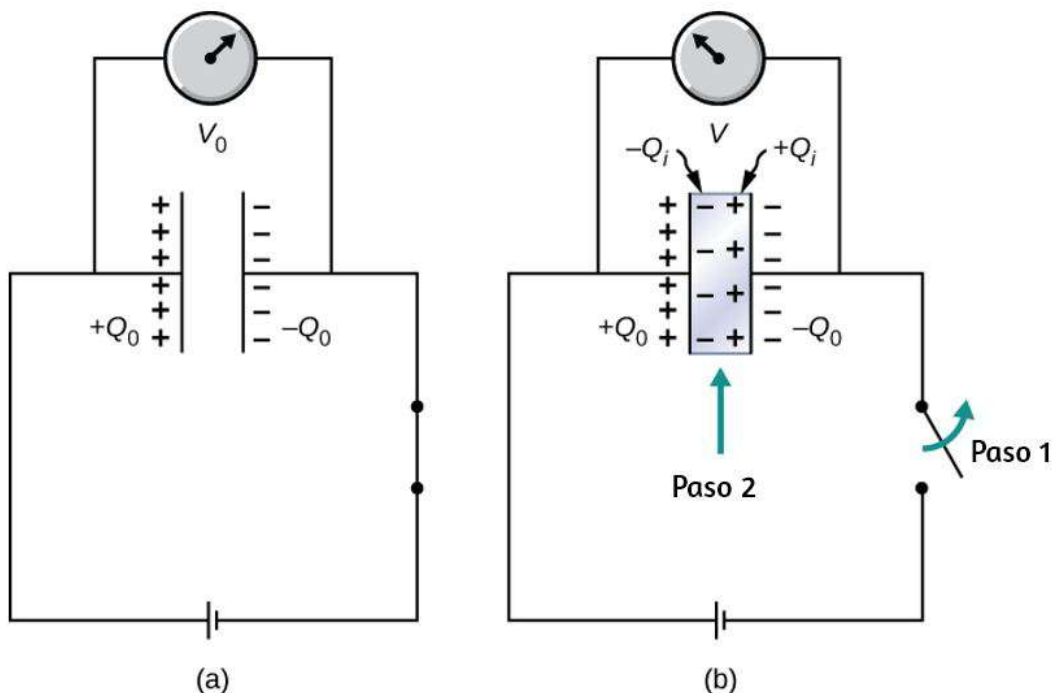 V₀
+Q₀
–Q₀
(a)
V
–Qᵢ
+Qᵢ
+Q₀
–Q₀
Paso 1
Paso 2
(b)